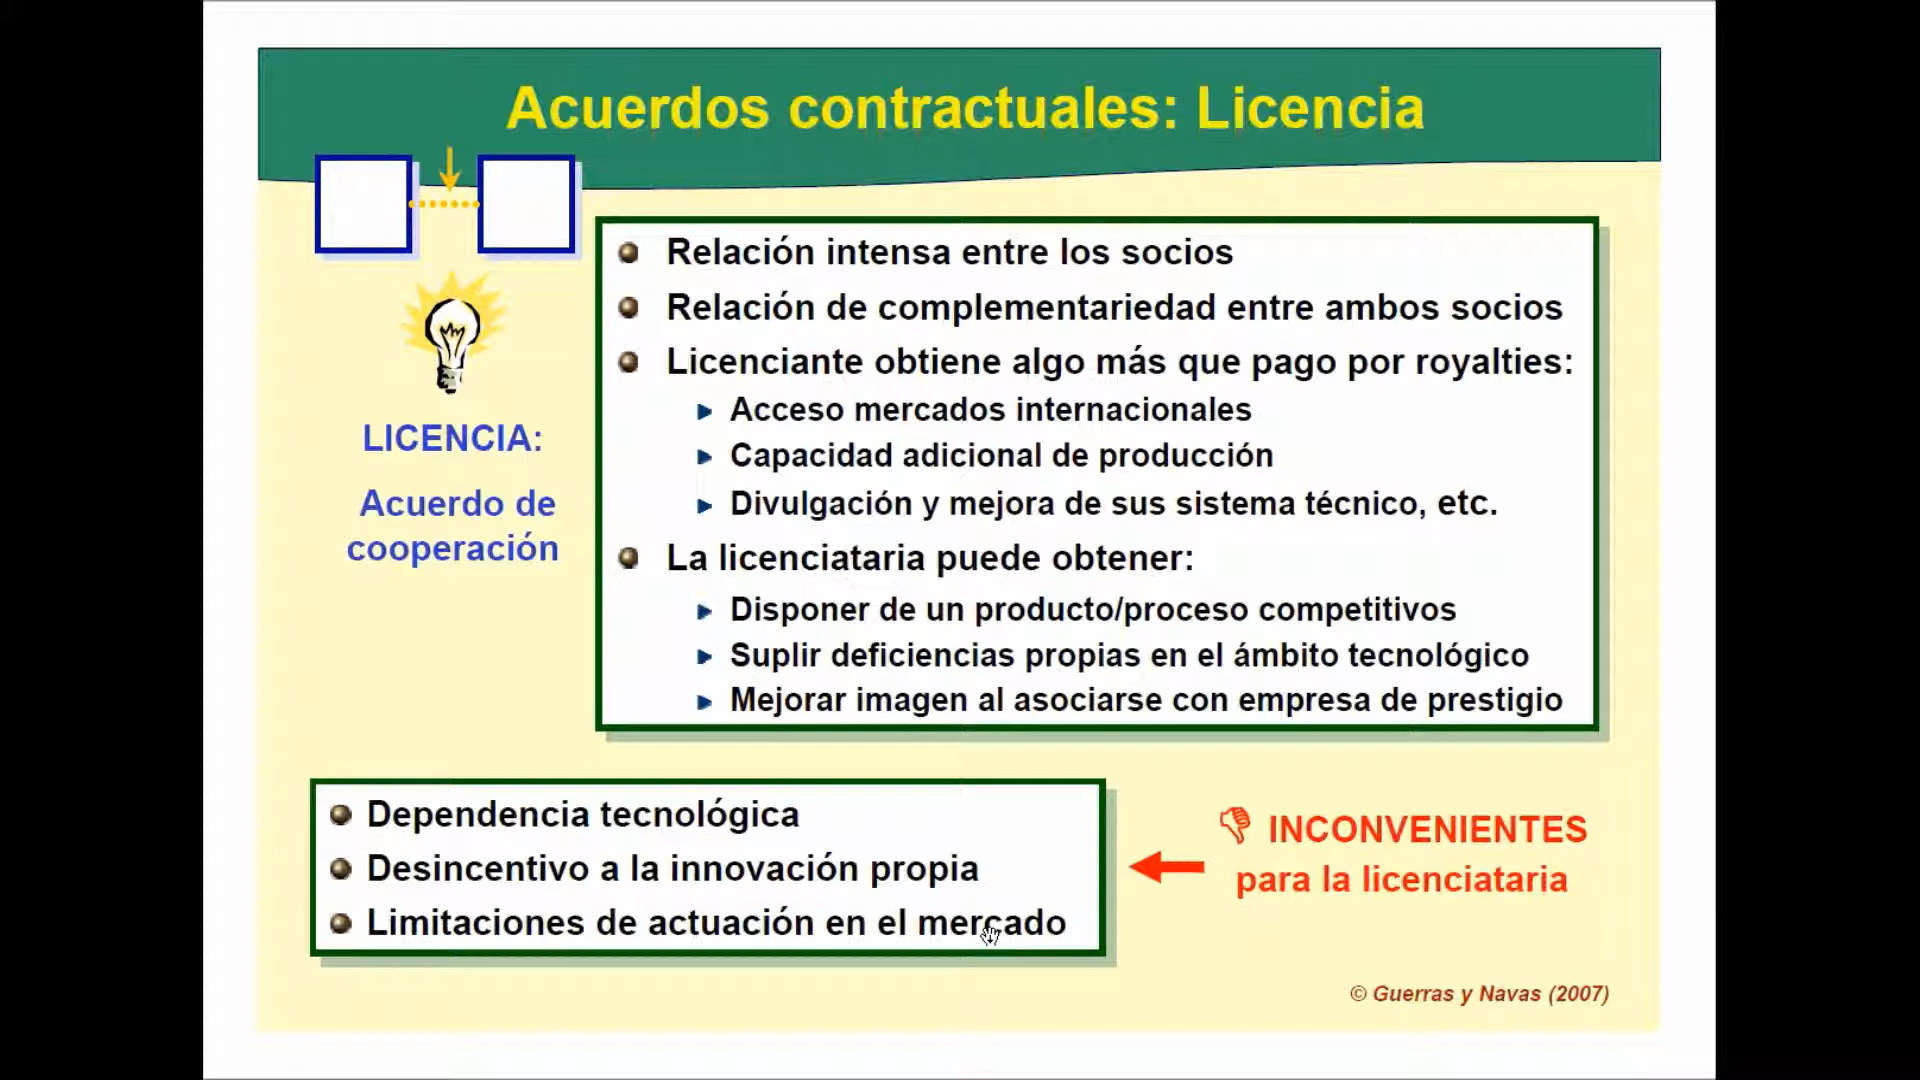 Acuerdos contractuales: Licencia
LICENCIA:
Acuerdo de
cooperación
Relación intensa entre los socios
Relación de complementariedad entre ambos socios
Licenciante obtiene algo más que pago por royalties:
Acceso mercados internacionales
Capacidad adicional de producción
Divulgación y mejora de sus sistema técnico, etc.
La licenciataria puede obtener:
Disponer de un producto/proceso competitivos
Suplir deficiencias propias en el ámbito tecnológico
Mejorar imagen al asociarse con empresa de prestigio
Dependencia tecnológica
Desincentivo a la innovación propia
Limitaciones de actuación en el mercado
INCONVENIENTES
para la licenciataria
© Guerras y Navas (2007)